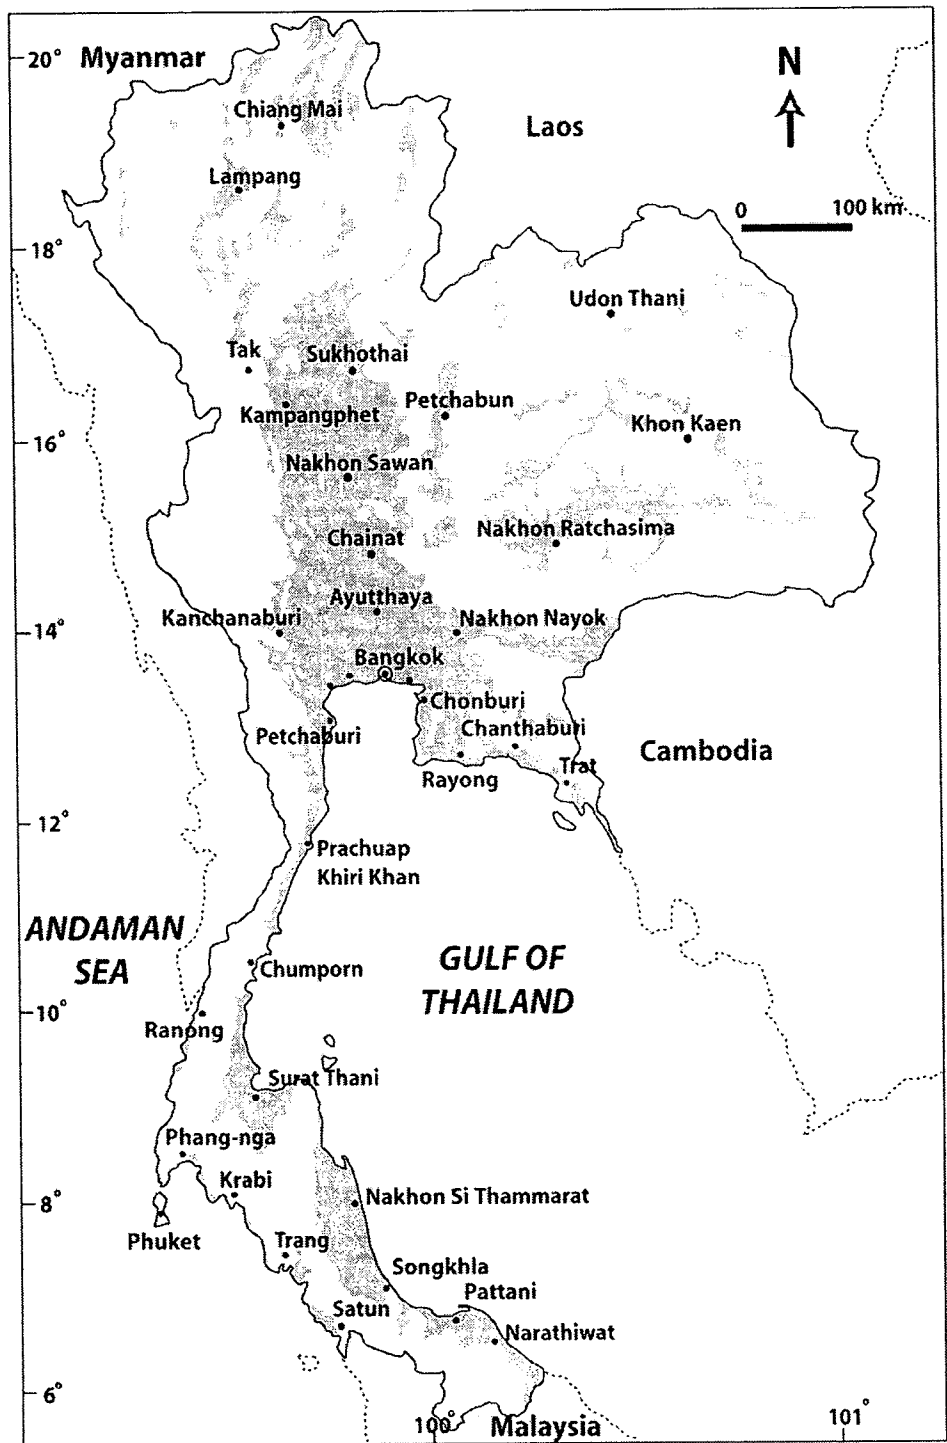 20°
Myanmar
N
Chiang Mai
Laos
Lampang
0
100 km
18°
Udon Thani
Tak
Sukhothai
Petchabun
Kampangphet
Khon Kaen
16°
Nakhon Sawan
Nakhon Ratchasima
Chainat
Ayutthaya
Kanchanaburi
Nakhon Nayok
14°
Bangkok
Chonburi
Chanthaburi
Petchaburi
Cambodia
Trat
Rayong
12°
Prachuap
Khiri Khan
ANDAMAN
SEA
GULF OF
THAILAND
Chumporn
10°
Ranong
Surat Thani
Phang-nga
Krabi
8°
Nakhon Si Thammarat
Phuket
Trang
Songkhla
Pattani
Satun
Narathiwat
6°
100°
Malaysia
101°